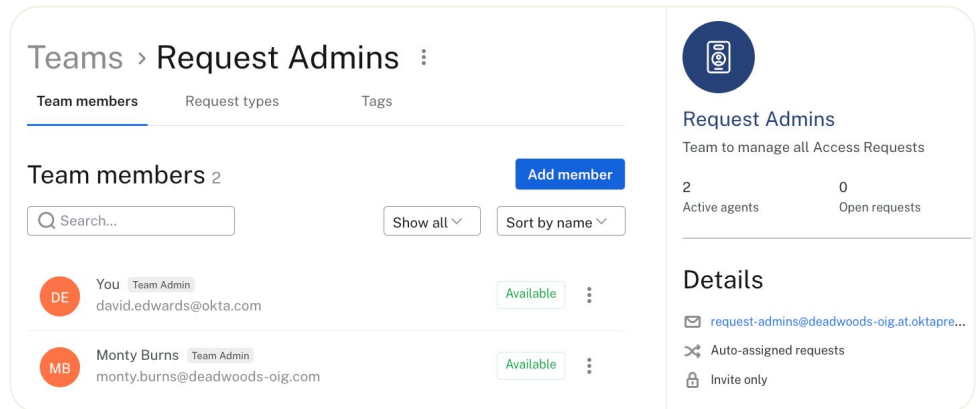 Teams > Request Admins
Team members Request types Tags
Team members 2
Add member
Search...
Show all
Sort by name
DE
You Team Admin
david.edwards@okta.com
Available
MB
Monty Burns Team Admin
monty.burns@deadwoods-oig.com
Available
Request Admins
Team to manage all Access Requests
2 0
Active agents Open requests
Details
request-admins@deadwoods-oig.at.oktapre...
Auto-assigned requests
Invite only